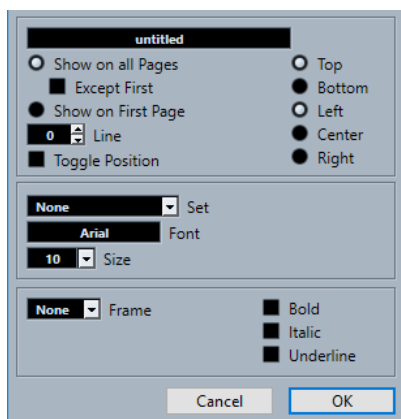 untitled
Show on all Pages Top
Except First Bottom
Show on First Page Left
0 Line Center
Toggle Position Right
None Set
Arial Font
10 Size
None Frame Bold
Italic
Underline
Cancel OK